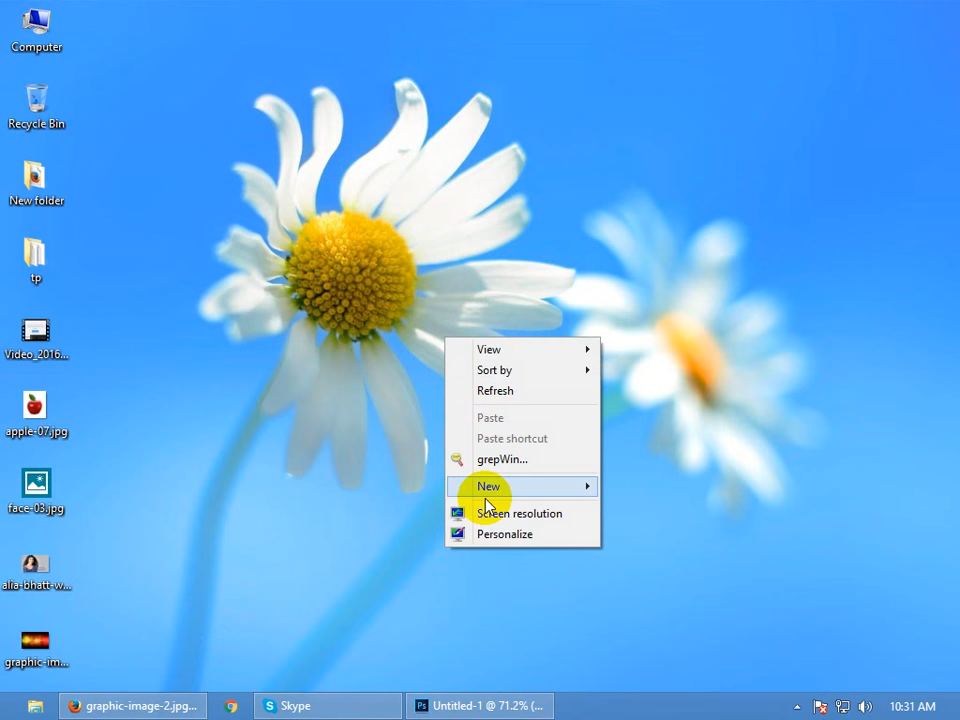 Computer
Recycle Bin
New folder
tp
Video_2016...
apple-07.jpg
face-03.jpg
alia-bhatt-w...
graphic-im...
View
Sort by
Refresh
Paste
Paste shortcut
grepWin...
New
Screen resolution
Personalize
graphic-image-2.jpg...
Skype
Ps Untitled-1 @ 71.2% (...
10:31 AM